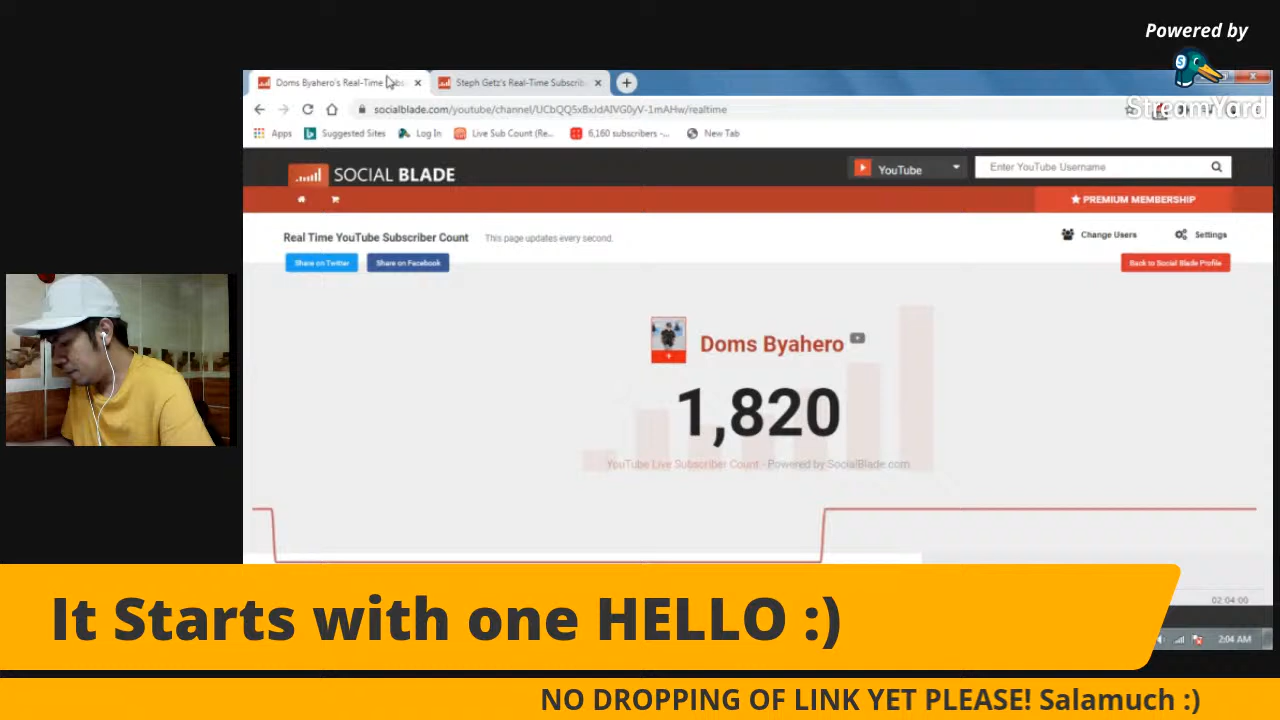 Powered by
StreamYard
Doms Byahero's Real-Time Subs
Steph Getz's Real-Time Subscrib
socialblade.com/youtube/channel/UCbQQ5xBxJdAIVG0yV-1mAHw/realtime
Apps Suggested Sites Log In Live Sub Count (Re... 6,160 subscribers -... New Tab
SOCIAL BLADE
YouTube
Enter YouTube Username
PREMIUM MEMBERSHIP
Real Time YouTube Subscriber Count
This page updates every second.
Change Users
Settings
Share on Twitter
Share on Facebook
Back to Social Blade Profile
Doms Byahero
1,820
YouTube Live Subscriber Count - Powered by SocialBlade.com
02:04:00
2:04 AM
It Starts with one HELLO :)
NO DROPPING OF LINK YET PLEASE! Salamuch :)